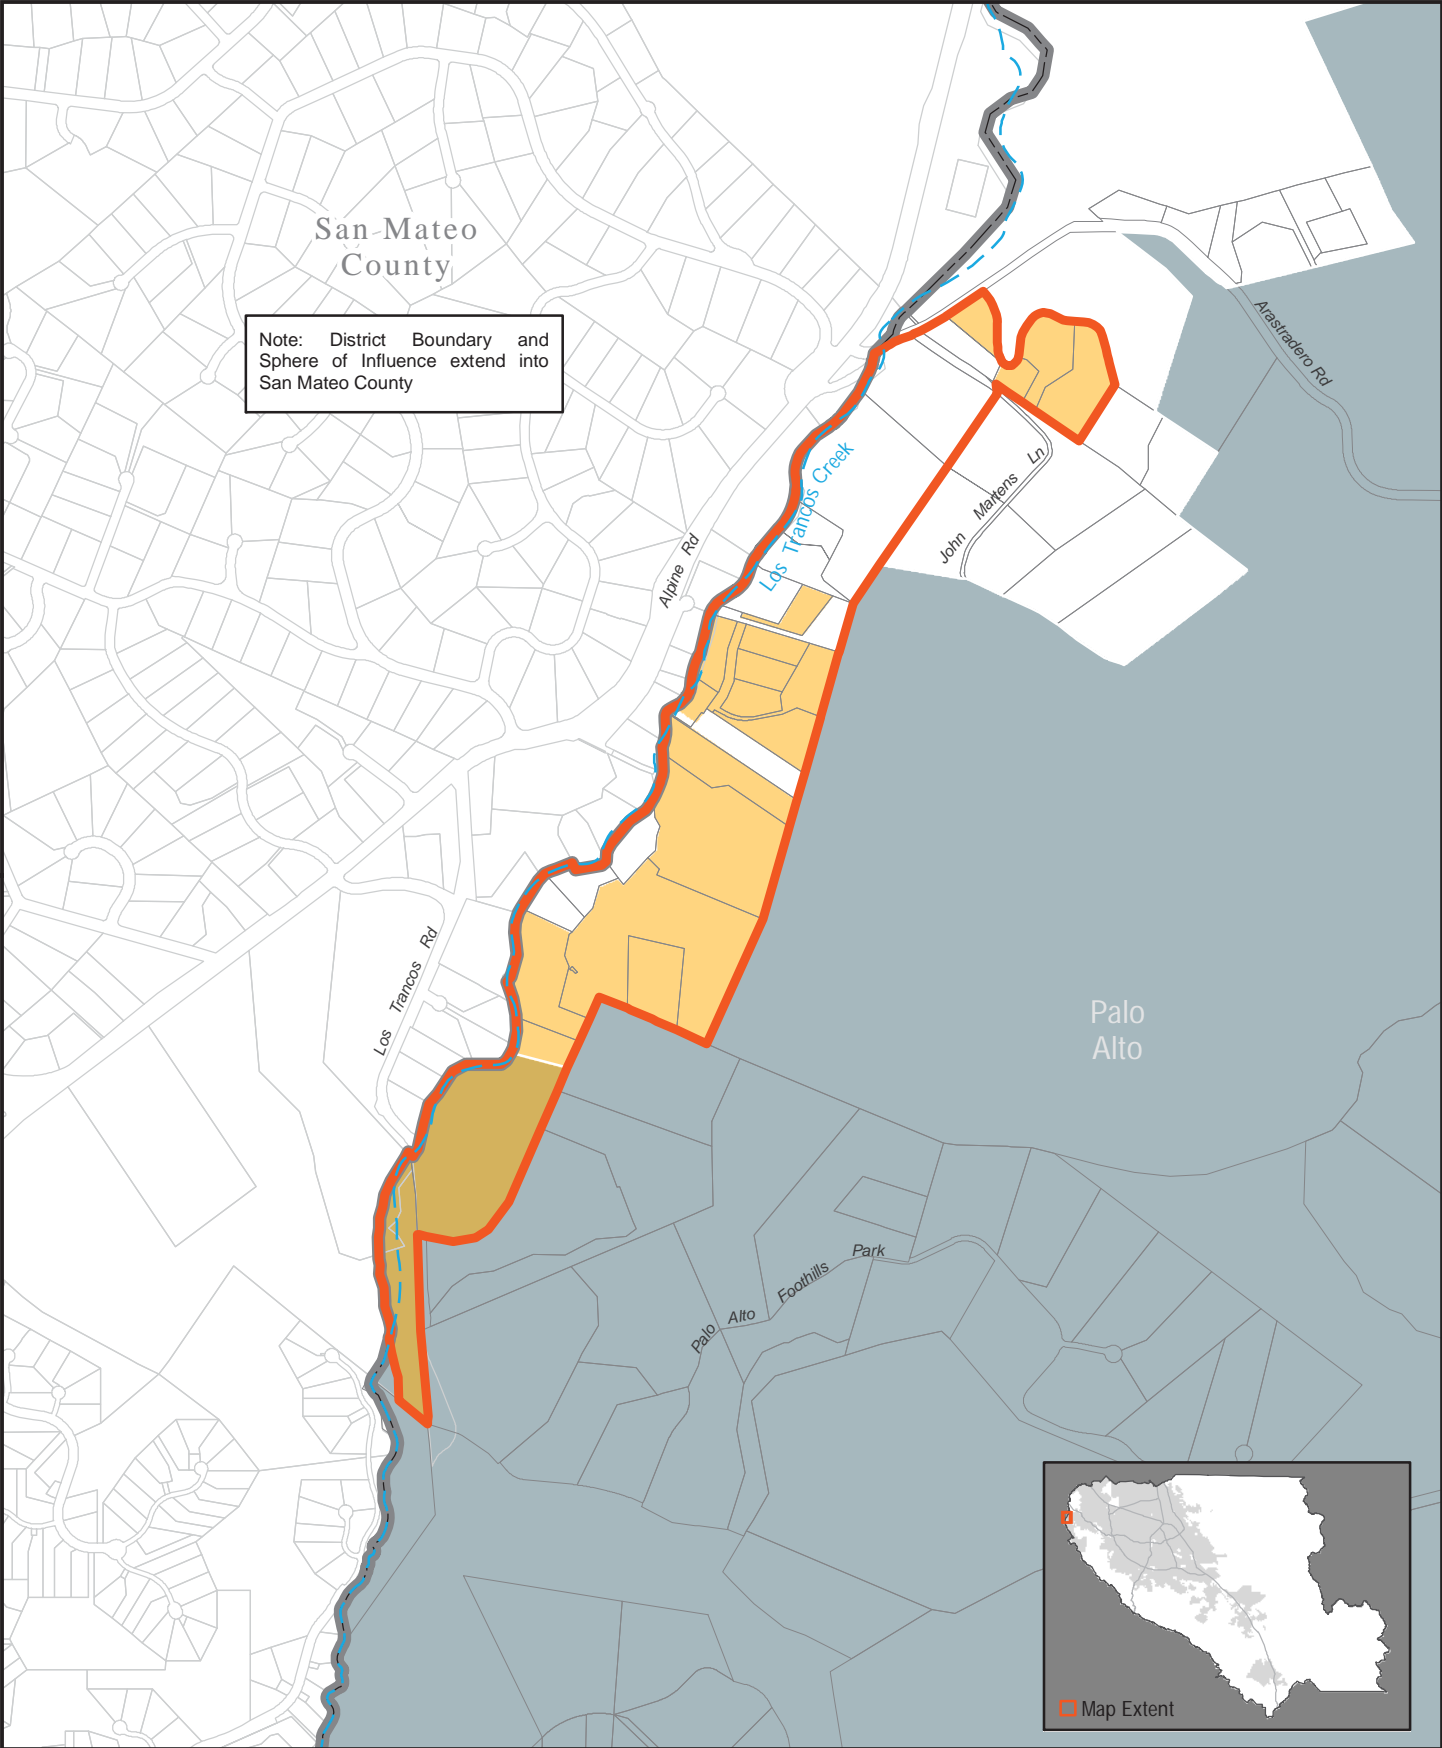 San Mateo
County
Note: District Boundary and
Sphere of Influence extend into
San Mateo County
Arastradero Rd
Los Trancos Creek
John Martens Ln
Alpine Rd
Los Trancos Rd
Palo
Alto
Palo Alto Foothills Park
Map Extent